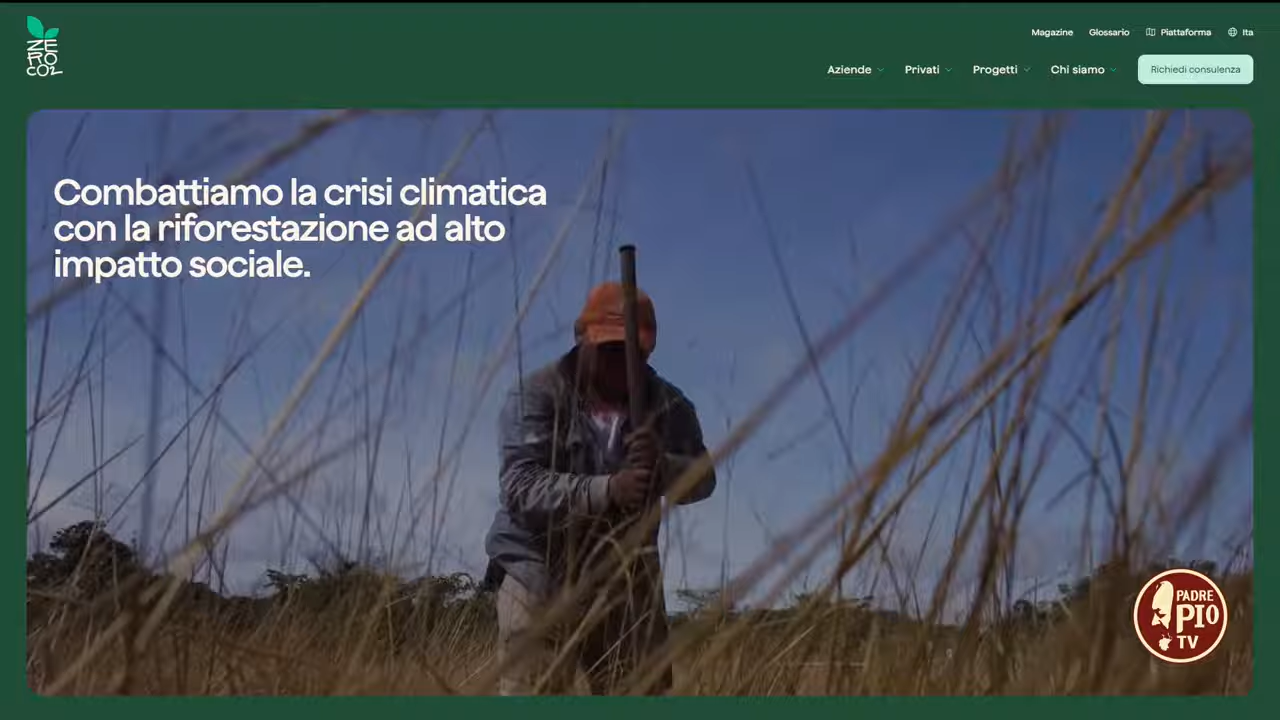 ZE
RO
CO2
Magazine
Glossario
Piattaforma
Ita
Aziende
Privati
Progetti
Chi siamo
Richiedi consulenza
Combattiamo la crisi climatica
con la riforestazione ad alto
impatto sociale.
PADRE
PIO
TV